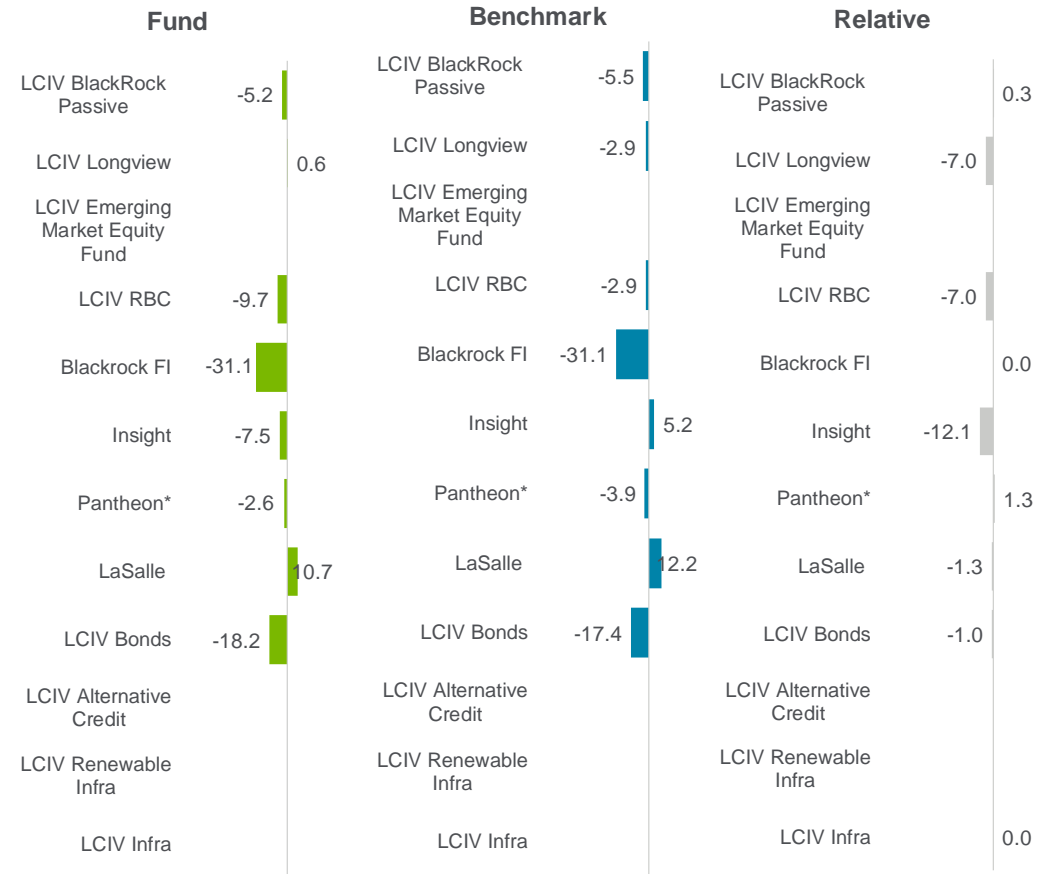 Fund
LCIV BlackRock
Passive
-5.2
LCIV Longview
0.6
LCIV Emerging
Market Equity
Fund
LCIV RBC
-9.7
Blackrock FI
-31.1
Insight
-7.5
Pantheon*
-2.6
LaSalle
10.7
LCIV Bonds
-18.2
LCIV Alternative
Credit
LCIV Renewable
Infra
LCIV Infra
Benchmark
LCIV BlackRock
Passive
-5.5
LCIV Longview
-2.9
LCIV Emerging
Market Equity
Fund
LCIV RBC
-2.9
Blackrock FI
-31.1
Insight
5.2
Pantheon*
-3.9
LaSalle
12.2
LCIV Bonds
-17.4
LCIV Alternative
Credit
LCIV Renewable
Infra
LCIV Infra
Relative
LCIV BlackRock
Passive
0.3
LCIV Longview
-7.0
LCIV Emerging
Market Equity
Fund
LCIV RBC
-7.0
Blackrock FI
0.0
Insight
-12.1
Pantheon*
1.3
LaSalle
-1.3
LCIV Bonds
-1.0
LCIV Alternative
Credit
LCIV Renewable
Infra
LCIV Infra
0.0